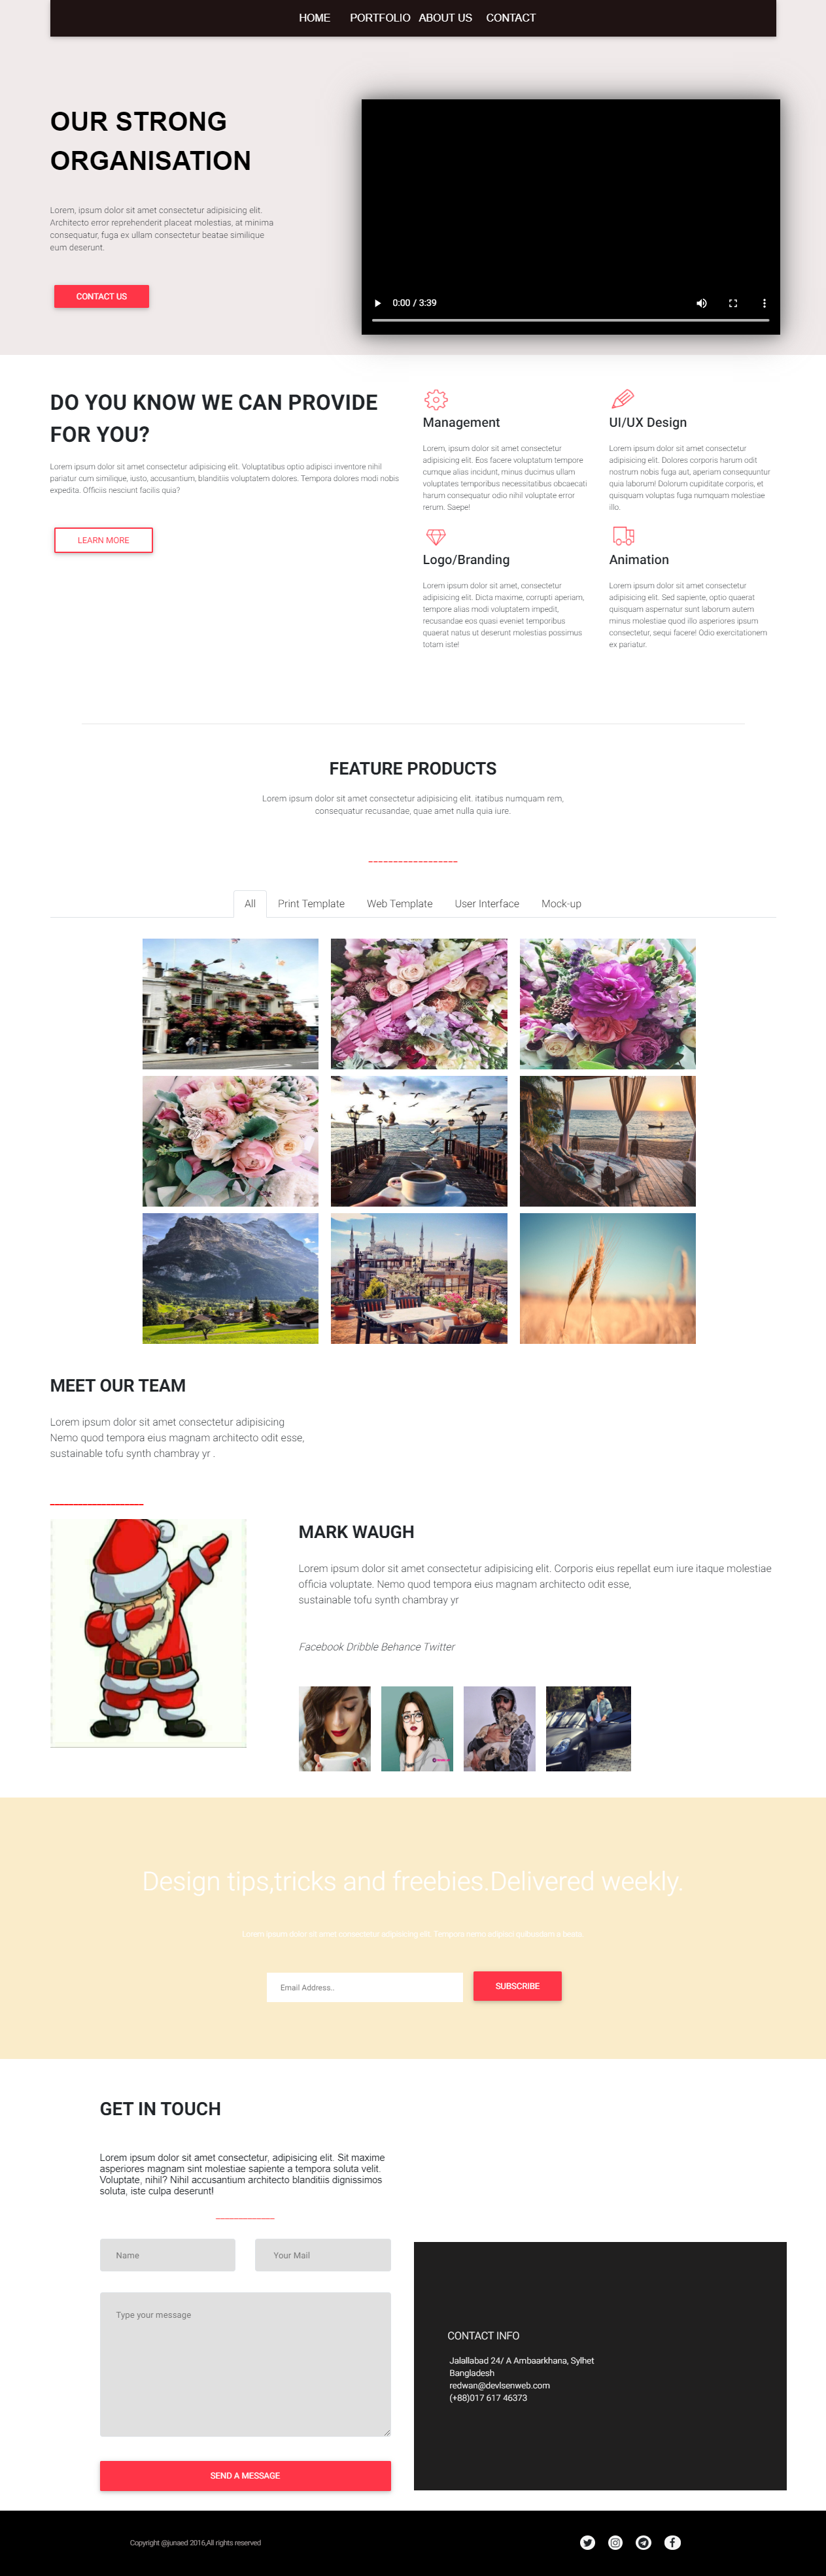 HOME PORTFOLIO ABOUT US CONTACT
OUR STRONG
ORGANISATION
Lorem, ipsum dolor sit amet consectetur adipisicing elit.
Architecto error reprehenderit placeat molestias, at minima
consequatur, fuga ex ullam consectetur beatae similique
eum deserunt.
CONTACT US
0:00 / 3:39
DO YOU KNOW WE CAN PROVIDE
FOR YOU?
Lorem ipsum dolor sit amet consectetur adipisicing elit. Voluptatibus optio adipisci inventore nihil
pariatur cum similique, iusto, accusantium, blanditiis voluptatem dolores. Tempora dolores modi nobis
expedita. Officiis nesciunt facilis quia?
LEARN MORE
Management
Lorem, ipsum dolor sit amet consectetur
adipisicing elit. Eos facere voluptatum tempore
cumque alias incidunt, minus ducimus ullam
voluptates temporibus necessitatibus obcaecati
harum consequatur odio nihil voluptate error
rerum. Saepe!
UI/UX Design
Lorem ipsum dolor sit amet consectetur
adipisicing elit. Dolores corporis harum odit
nostrum nobis fuga aut, aperiam consequuntur
quia laborum! Dolorum cupiditate corporis, et
quisquam voluptas fuga numquam molestiae
illo.
Logo/Branding
Lorem ipsum dolor sit amet, consectetur
adipisicing elit. Dicta maxime, corrupti aperiam,
tempore alias modi voluptatem impedit,
recusandae eos quasi eveniet temporibus
quaerat natus ut deserunt molestias possimus
totam iste!
Animation
Lorem ipsum dolor sit amet consectetur
adipisicing elit. Sed sapiente, optio quaerat
quisquam aspernatur sunt laborum autem
minus molestiae quod illo asperiores ipsum
consectetur, sequi facere! Odio exercitationem
ex pariatur.
FEATURE PRODUCTS
Lorem ipsum dolor sit amet consectetur adipisicing elit. itatibus numquam rem,
consequatur recusandae, quae amet nulla quia iure.
All Print Template Web Template User Interface Mock-up
MEET OUR TEAM
Lorem ipsum dolor sit amet consectetur adipisicing
Nemo quod tempora eius magnam architecto odit esse,
sustainable tofu synth chambray yr .
MARK WAUGH
Lorem ipsum dolor sit amet consectetur adipisicing elit. Corporis eius repellat eum iure itaque molestiae
officia voluptate. Nemo quod tempora eius magnam architecto odit esse,
sustainable tofu synth chambray yr
Facebook Dribble Behance Twitter
Design tips,tricks and freebies.Delivered weekly.
Lorem ipsum dolor sit amet consectetur adipisicing elit. Tempora nemo adipisci
Email Address..
SUBSCRIBE
GET IN TOUCH
Lorem ipsum dolor sit amet consectetur, adipisicing elit. Sit maxime
asperiores magnam sint molestiae sapiente a tempora soluta velit.
Voluptate, nihil? Nihil accusantium architecto blanditiis dignissimos
soluta, iste culpa deserunt!
Name
Your Mail
Type your message
SEND A MESSAGE
CONTACT INFO
Jalallabad 24/ A Ambaarkhana, Sylhet
Bangladesh
redwan@devlsenweb.com
(+88)017 617 46373
Copyright @junaed 2016,All rights reserved